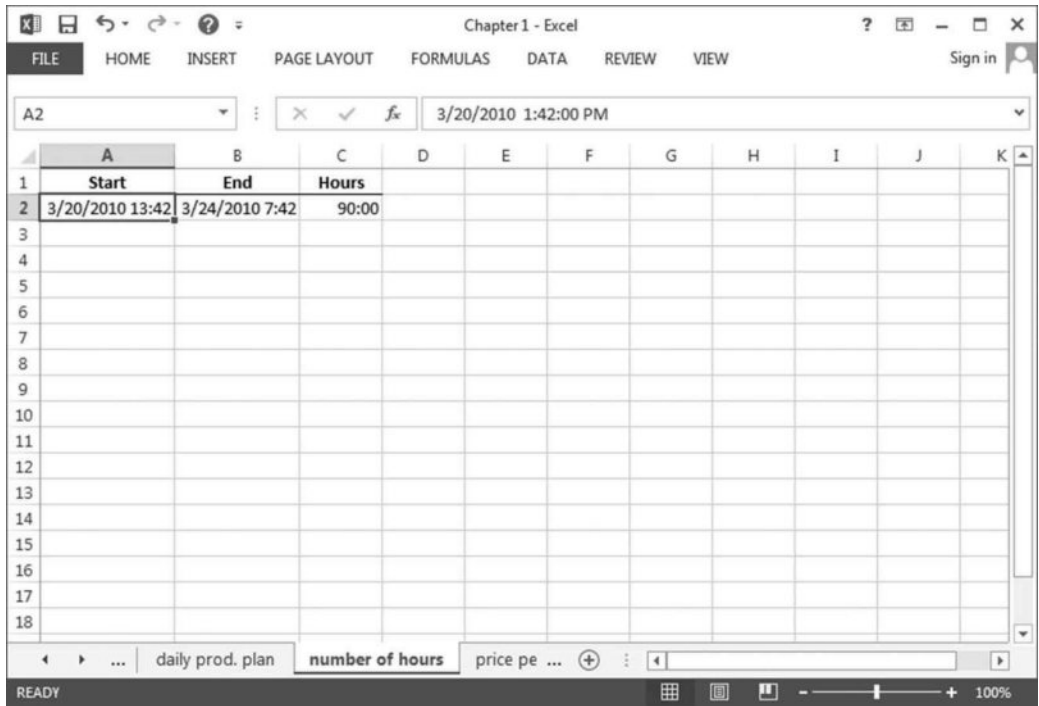 Chapter 1 - Excel
FILE HOME INSERT PAGE LAYOUT FORMULAS DATA REVIEW VIEW Sign in
A2 fx 3/20/2010 1:42:00 PM
A B C D E F G H I J K
1 Start End Hours
2 3/20/2010 13:42 3/24/2010 7:42 90:00
3
4
5
6
7
8
9
10
11
12
13
14
15
16
17
18
... daily prod. plan number of hours price pe ...
READY 100%